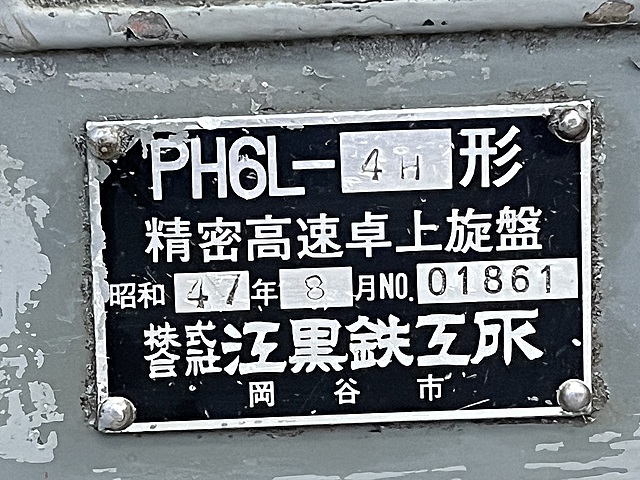 PH6L-4H形
精密高速卓上旋盤
昭和47年8月NO.01861
株式会社江黒鉄工所
岡谷市